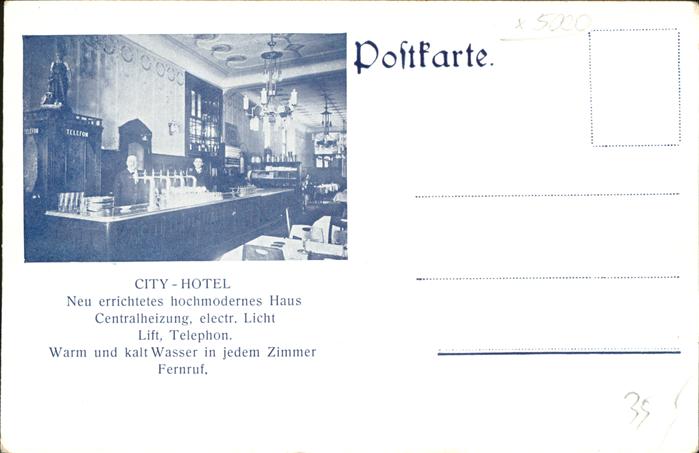 x 5020
Poſtkarte.
TELEFON
TELEFON
CITY - HOTEL
Neu errichtetes hochmodernes Haus
Centralheizung, electr. Licht
Lift, Telephon.
Warm und kalt Wasser in jedem Zimmer
Fernruf.
35